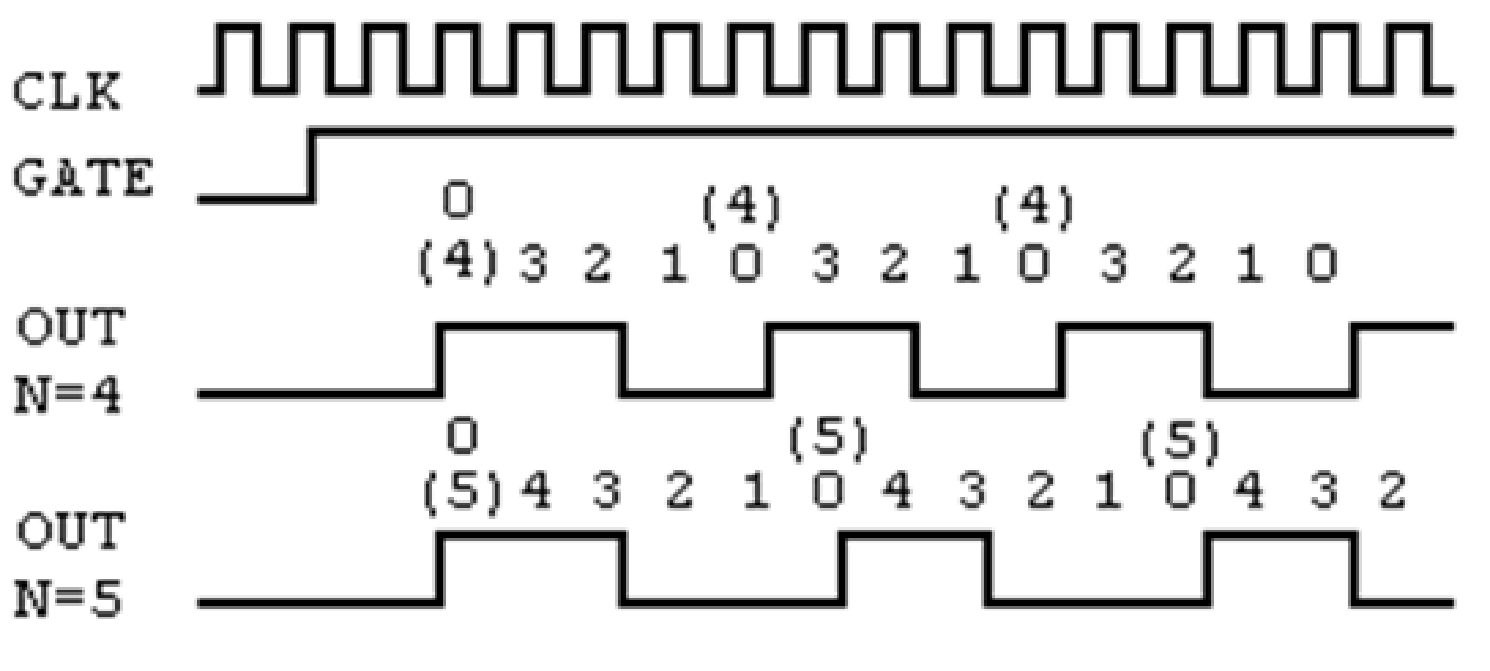 CLK
GATE
0 (4) (4)
(4) 3 2 1 0 3 2 1 0 3 2 1 0
OUT
N=4
0 (5) (5)
(5) 4 3 2 1 0 4 3 2 1 0 4 3 2
OUT
N=5